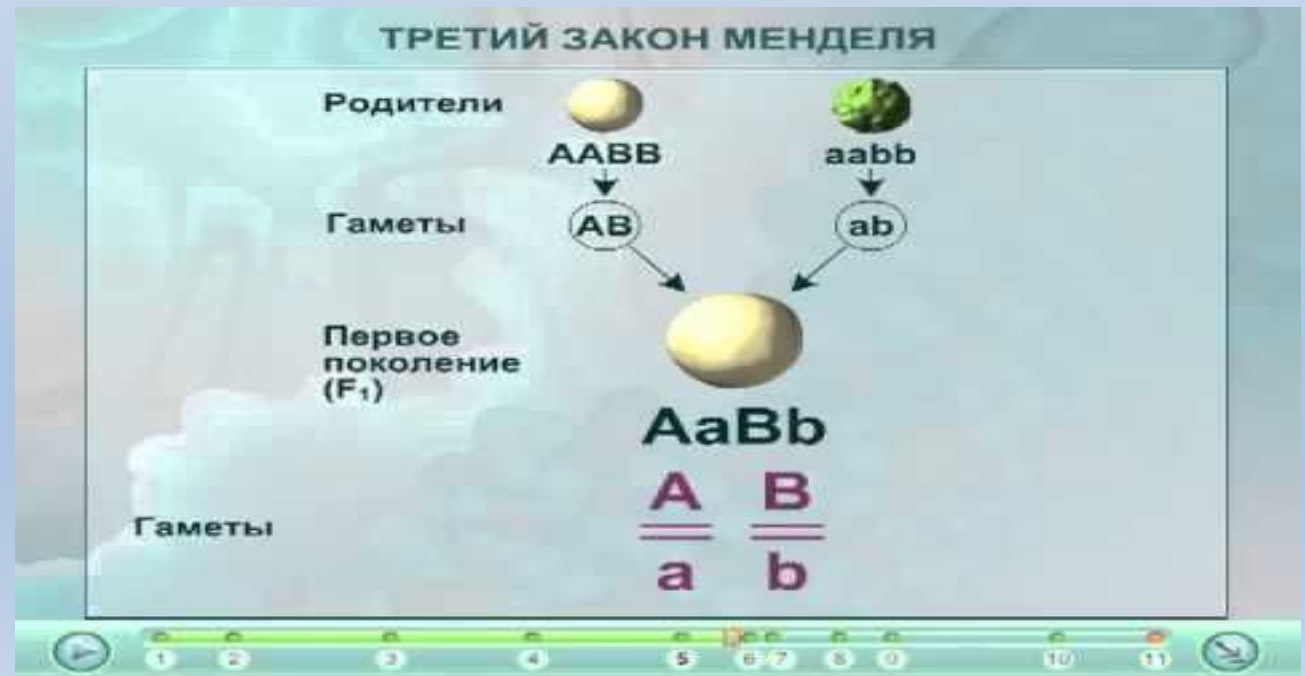 ТРЕТИЙ ЗАКОН МЕНДЕЛЯ
Родители
AABB aabb
Гаметы AB ab
Первое
поколение
(F₁)
AaBb
A B
Гаметы
a b
1 2 3 4 5 6 7 8 9 10 11